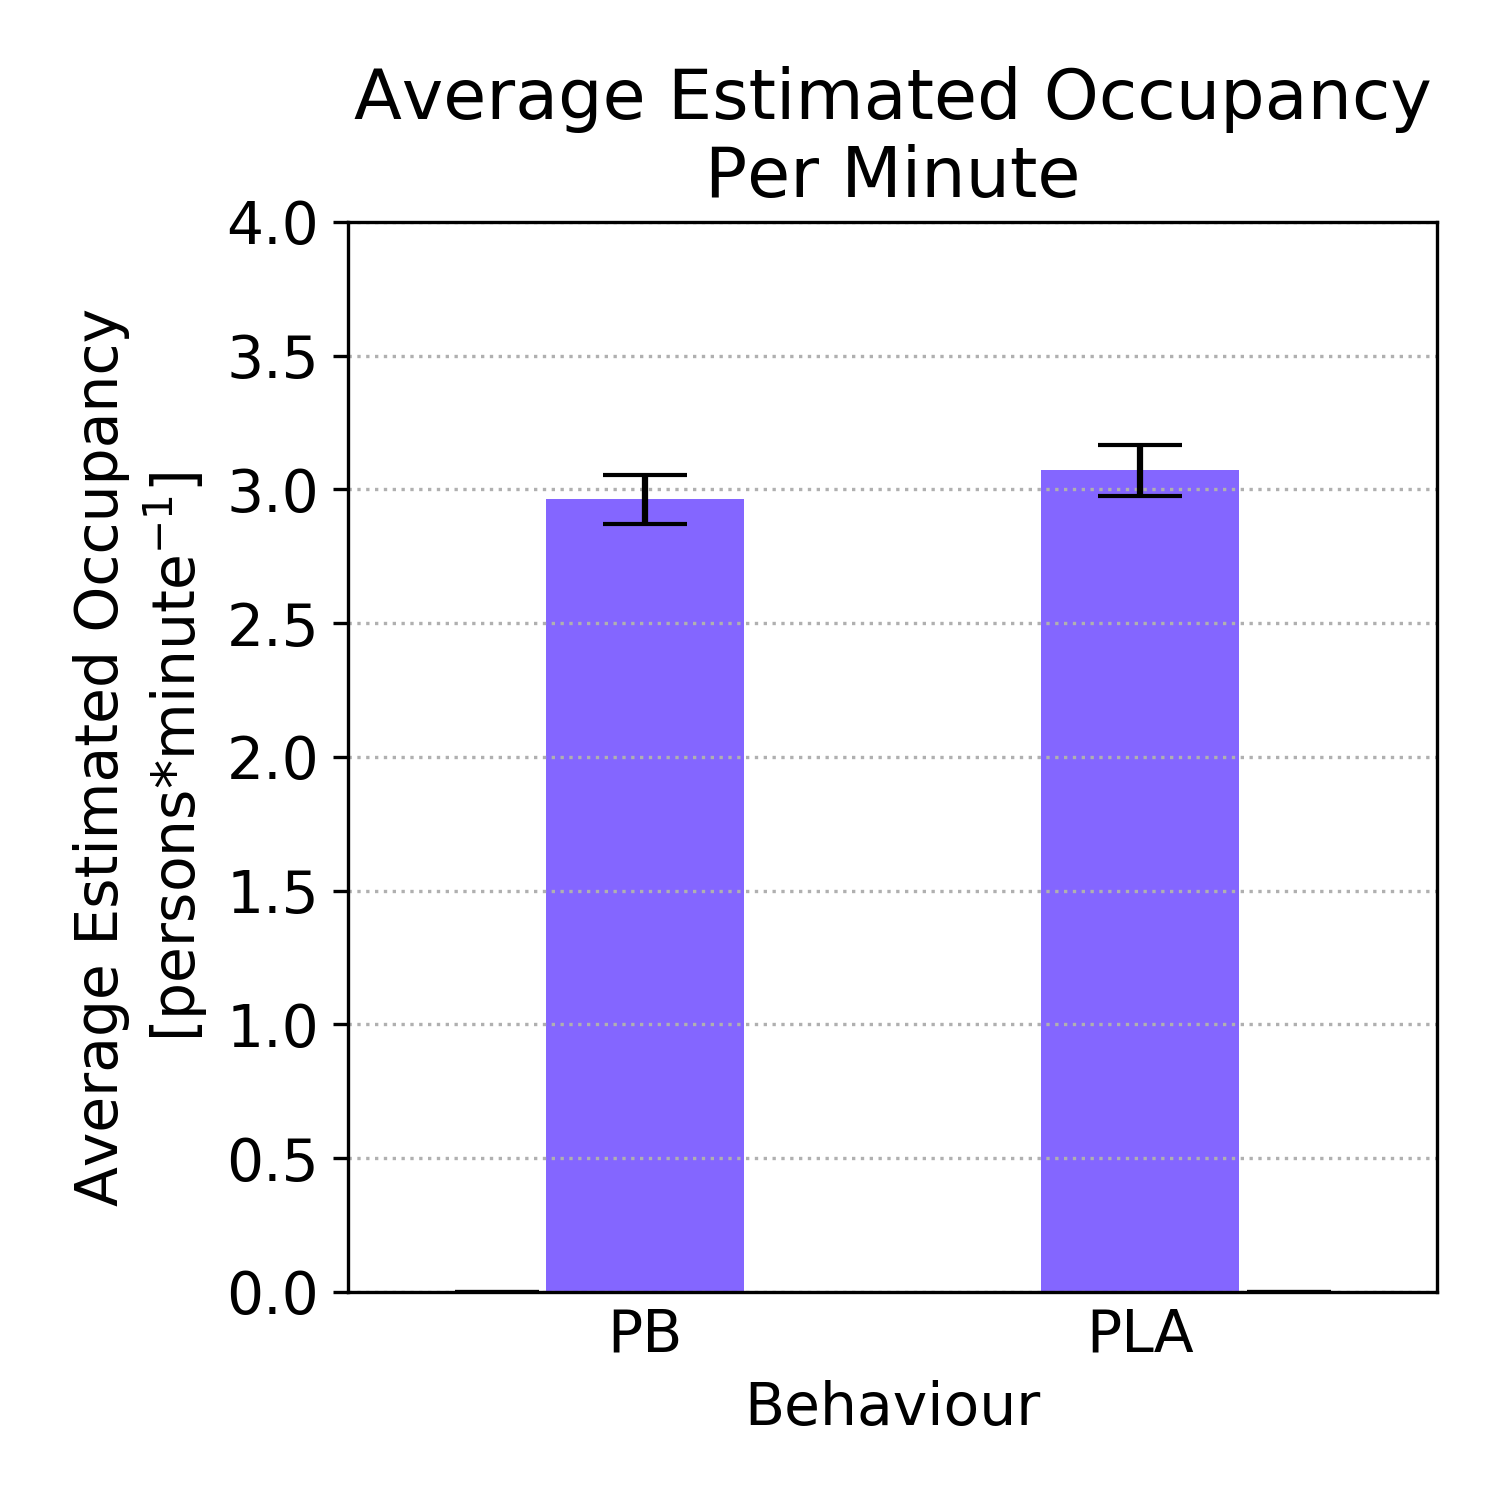 Average Estimated Occupancy
Per Minute
Average Estimated Occupancy
[persons*minute⁻¹]
4.0
3.5
3.0
2.5
2.0
1.5
1.0
0.5
0.0
PB
PLA
Behaviour